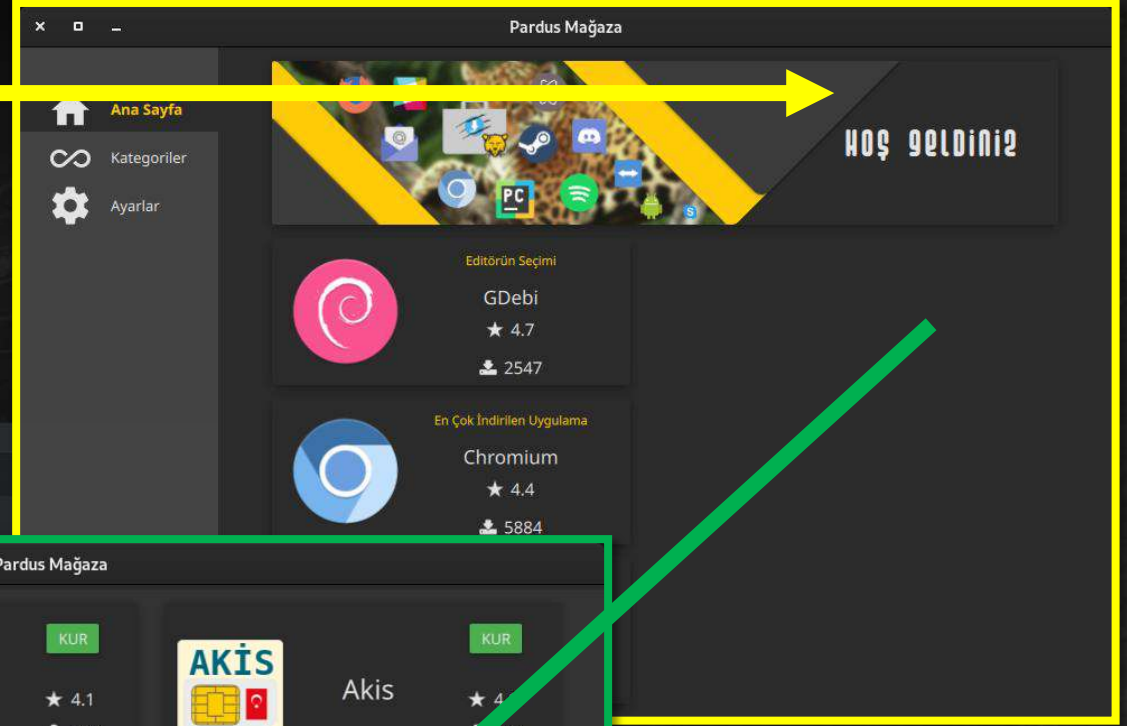 Pardus Mağaza
Ana Sayfa
Kategoriler
Ayarlar
HOŞ GELDİNİZ
PC
S
Editörün Seçimi
GDebi
4.7
2547
En Çok İndirilen Uygulama
Chromium
4.4
5884
Pardus Mağaza
KUR
4.1
AKİS
Akis
KUR